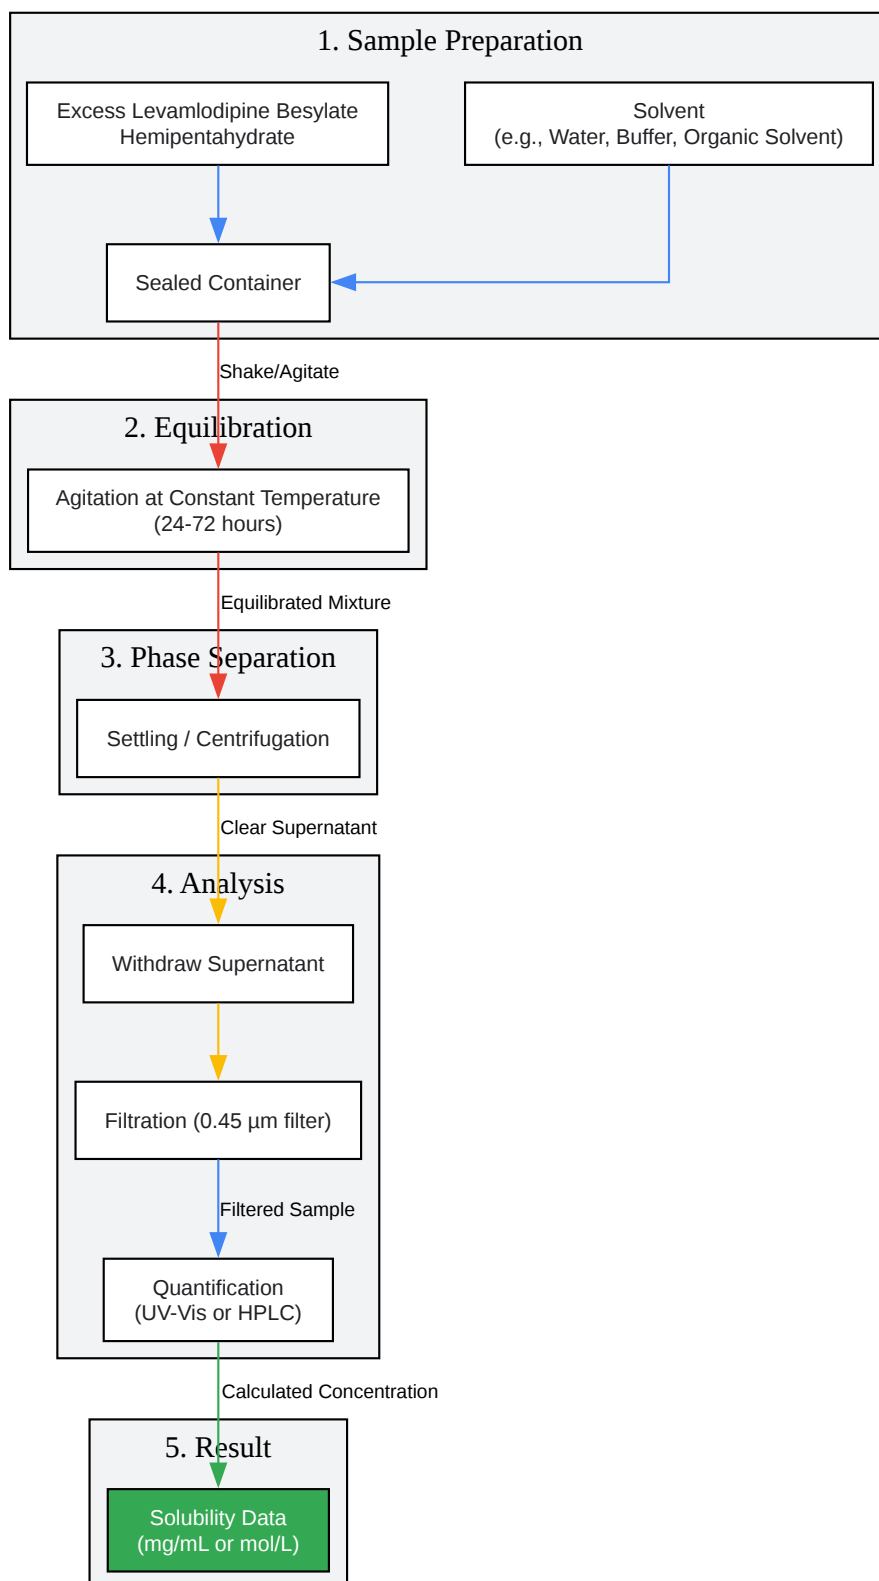 1. Sample Preparation
Excess Levamlodipine Besylate
Hemipentahydrate
Solvent
(e.g., Water, Buffer, Organic Solvent)
Sealed Container
Shake/Agitate
2. Equilibration
Agitation at Constant Temperature
(24-72 hours)
Equilibrated Mixture
3. Phase Separation
Settling / Centrifugation
Clear Supernatant
4. Analysis
Withdraw Supernatant
Filtration (0.45 µm filter)
Filtered Sample
Quantification
(UV-Vis or HPLC)
Calculated Concentration
5. Result
Solubility Data
(mg/mL or mol/L)